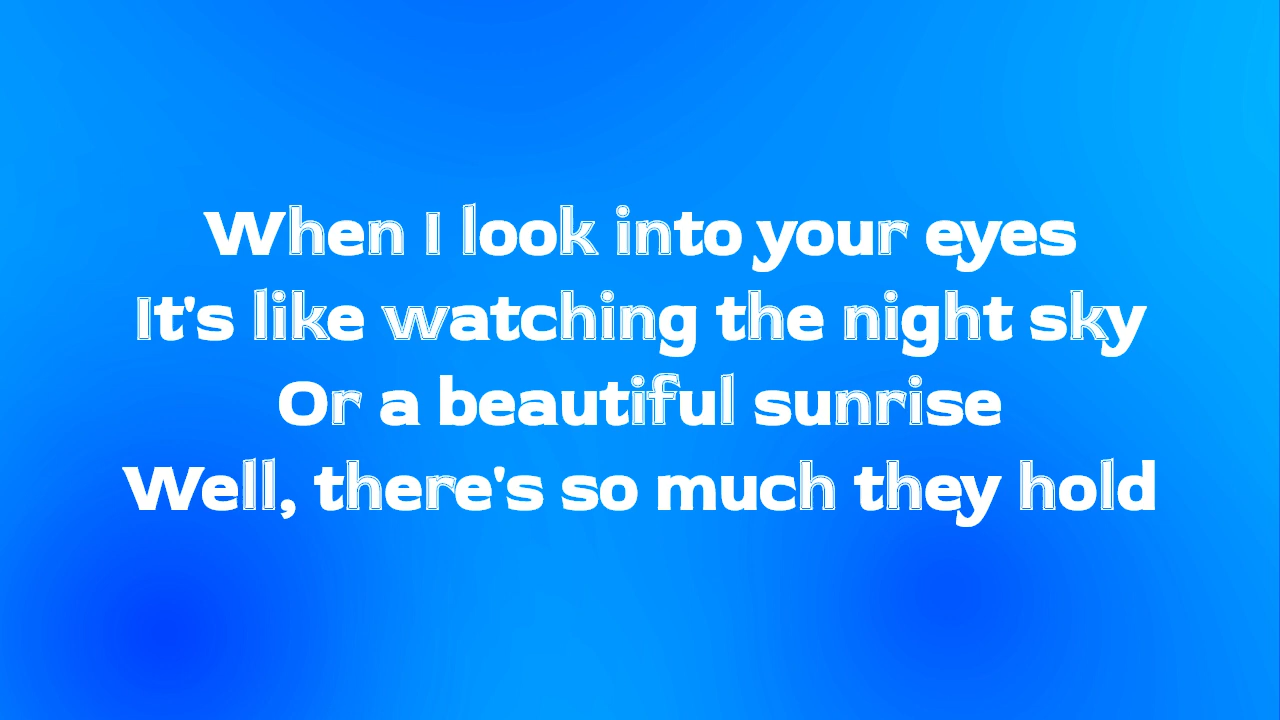 When I look into your eyes
It's like watching the night sky
Or a beautiful sunrise
Well, there's so much they hold